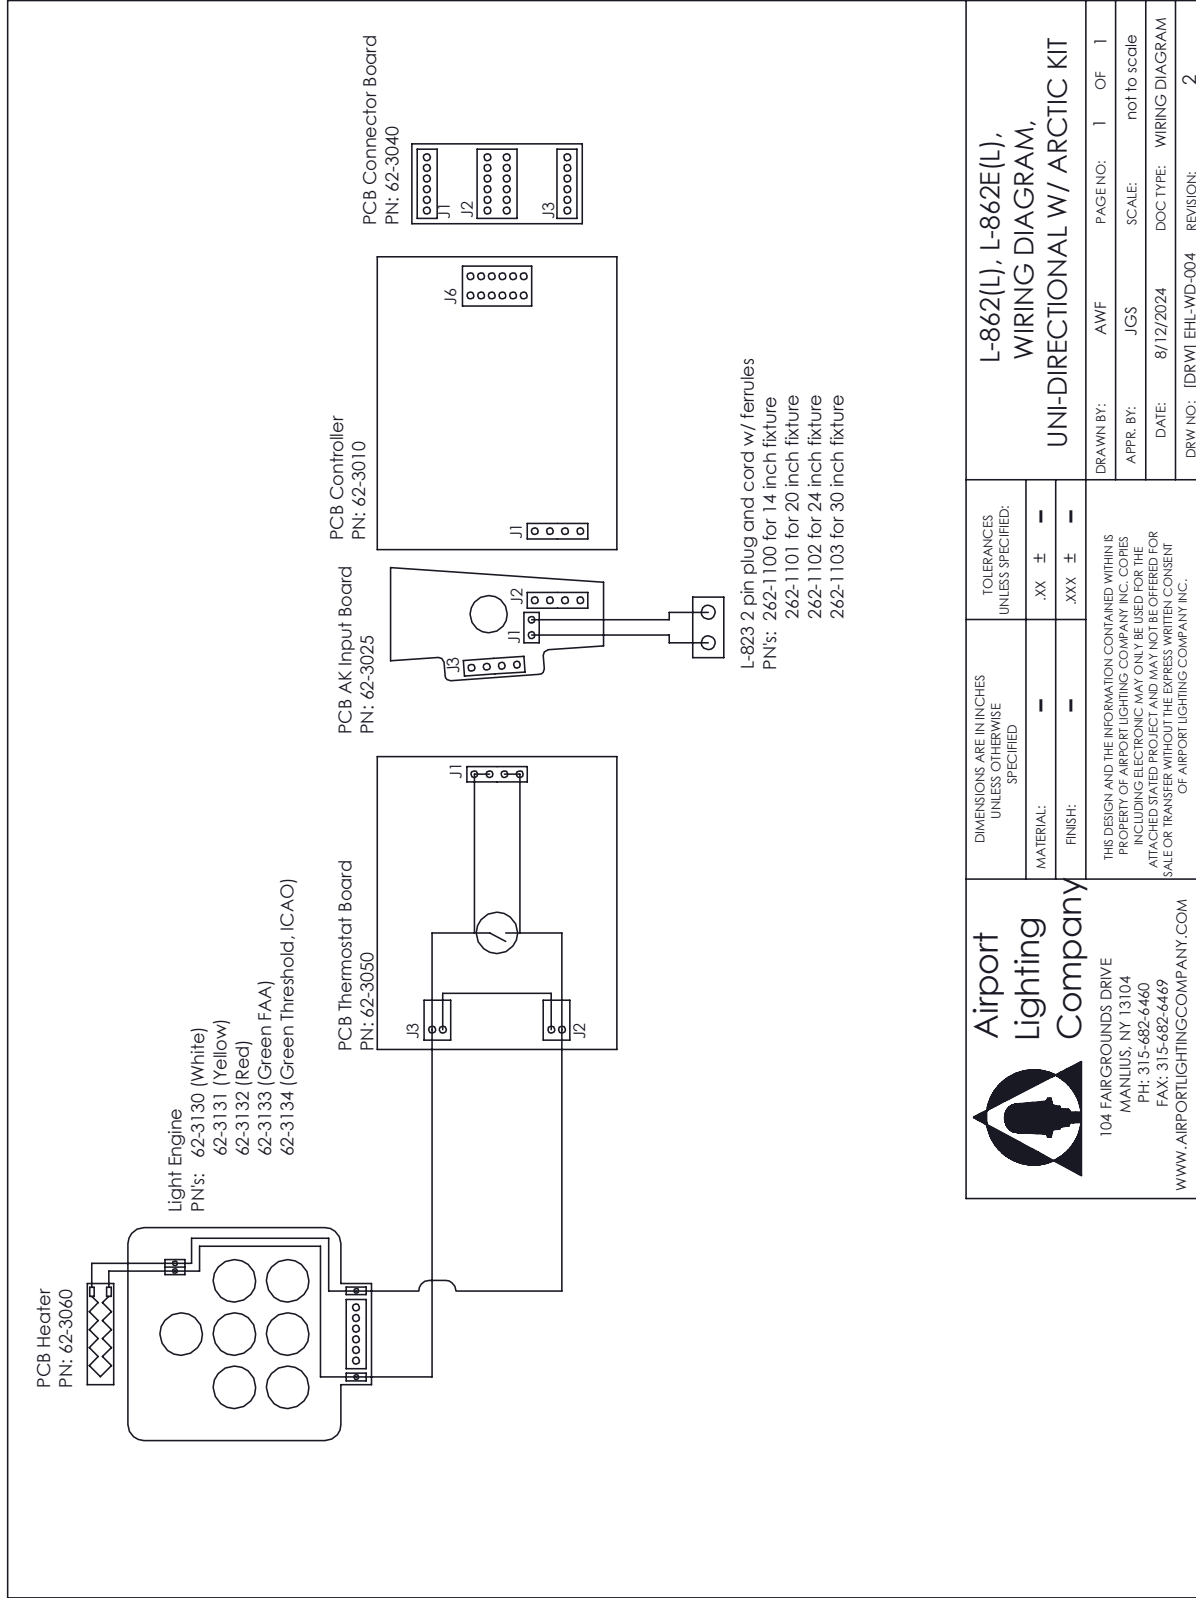 PCB Heater
PN: 62-3060
Light Engine
PN's: 62-3130 (White)
62-3131 (Yellow)
62-3132 (Red)
62-3133 (Green FAA)
62-3134 (Green Threshold, ICAO)
PCB Thermostat Board
PN: 62-3050
J3
J2
J1
PCB AK Input Board
PN: 62-3025
J3
J1
J2
L-823 2 pin plug and cord w/ ferrules
PN's: 262-1100 for 14 inch fixture
262-1101 for 20 inch fixture
262-1102 for 24 inch fixture
262-1103 for 30 inch fixture
PCB Controller
PN: 62-3010
J1
J6
PCB Connector Board
PN: 62-3040
J1
J2
J3
Airport
Lighting
Company
104 FAIRGROUNDS DRIVE
MANLIUS, NY 13104
PH: 315-682-6460
FAX: 315-682-6469
WWW.AIRPORTLIGHTINGCOMPANY.COM
DIMENSIONS ARE IN INCHES
UNLESS OTHERWISE
SPECIFIED
MATERIAL: -
FINISH: -
TOLERANCES
UNLESS SPECIFIED:
.XX ± -
.XXX ± -
THIS DESIGN AND THE INFORMATION CONTAINED WITHIN IS
PROPERTY OF AIRPORT LIGHTING COMPANY INC. COPIES
INCLUDING ELECTRONIC MAY ONLY BE USED FOR THE
ATTACHED STATED PROJECT AND MAY NOT BE OFFERED FOR
SALE OR TRANSFER WITHOUT THE EXPRESS WRITTEN CONSENT
OF AIRPORT LIGHTING COMPANY INC.
L-862(L), L-862E(L),
WIRING DIAGRAM,
UNI-DIRECTIONAL W/ ARCTIC KIT
DRAWN BY: AWF PAGE NO: 1 OF 1
APPR. BY: JGS SCALE: not to scale
DATE: 8/12/2024 DOC TYPE: WIRING DIAGRAM
DRW NO: [DRW] EHL-WD-004 REVISION: 2